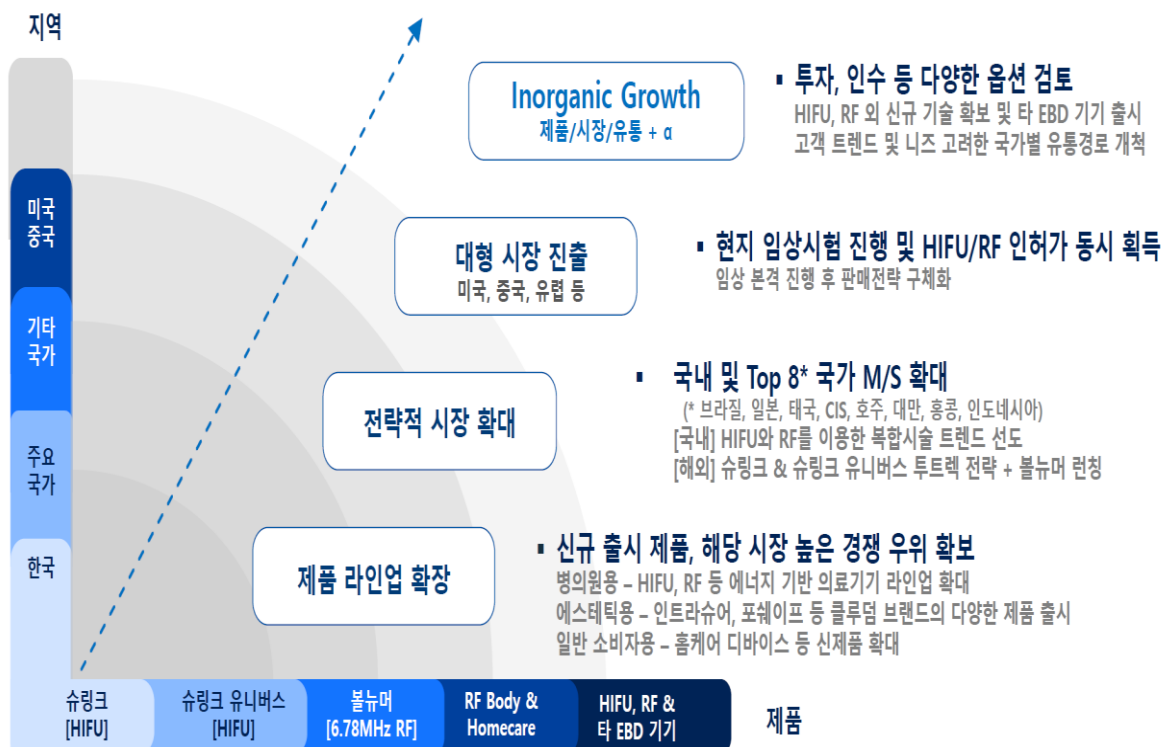 지역
Inorganic Growth
제품/시장/유통 + α
▪ 투자, 인수 등 다양한 옵션 검토
HIFU, RF 외 신규 기술 확보 및 타 EBD 기기 출시
고객 트렌드 및 니즈 고려한 국가별 유통경로 개척
미국
중국
대형 시장 진출
미국, 중국, 유렵 등
▪ 현지 임상시험 진행 및 HIFU/RF 인허가 동시 획득
임상 본격 진행 후 판매전략 구체화
기타
국가
전략적 시장 확대
▪ 국내 및 Top 8* 국가 M/S 확대
(* 브라질, 일본, 태국, CIS, 호주, 대만, 홍콩, 인도네시아)
[국내] HIFU와 RF를 이용한 복합시술 트렌드 선도
[해외] 슈링크 & 슈링크 유니버스 투트렉 전략 + 볼뉴머 런칭
주요
국가
한국
제품 라인업 확장
▪ 신규 출시 제품, 해당 시장 높은 경쟁 우위 확보
병의원용 – HIFU, RF 등 에너지 기반 의료기기 라인업 확대
에스테틱용 – 인트라슈어, 포쉐이프 등 클루덤 브랜드의 다양한 제품 출시
일반 소비자용 – 홈케어 디바이스 등 신제품 확대
슈링크
[HIFU]
슈링크 유니버스
[HIFU]
볼뉴머
[6.78MHz RF]
RF Body &
Homecare
HIFU, RF &
타 EBD 기기
제품